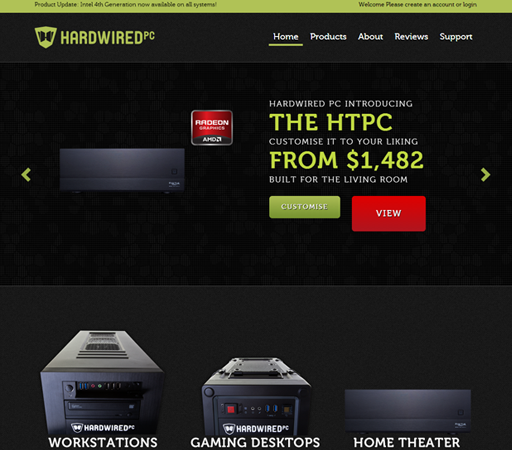 Product Update: Intel 4th Generation now available on all systems!
Welcome Please create an account or login
HARDWIREDPC
Home Products About Reviews Support
RADEON
GRAPHICS
AMD
HARDWIRED PC INTRODUCING
THE HTPC
CUSTOMISE IT TO YOUR LIKING
FROM $1,482
BUILT FOR THE LIVING ROOM
CUSTOMISE
VIEW
HARDWIREDPC
HARDWIREDPC
WORKSTATIONS
GAMING DESKTOPS
HOME THEATER